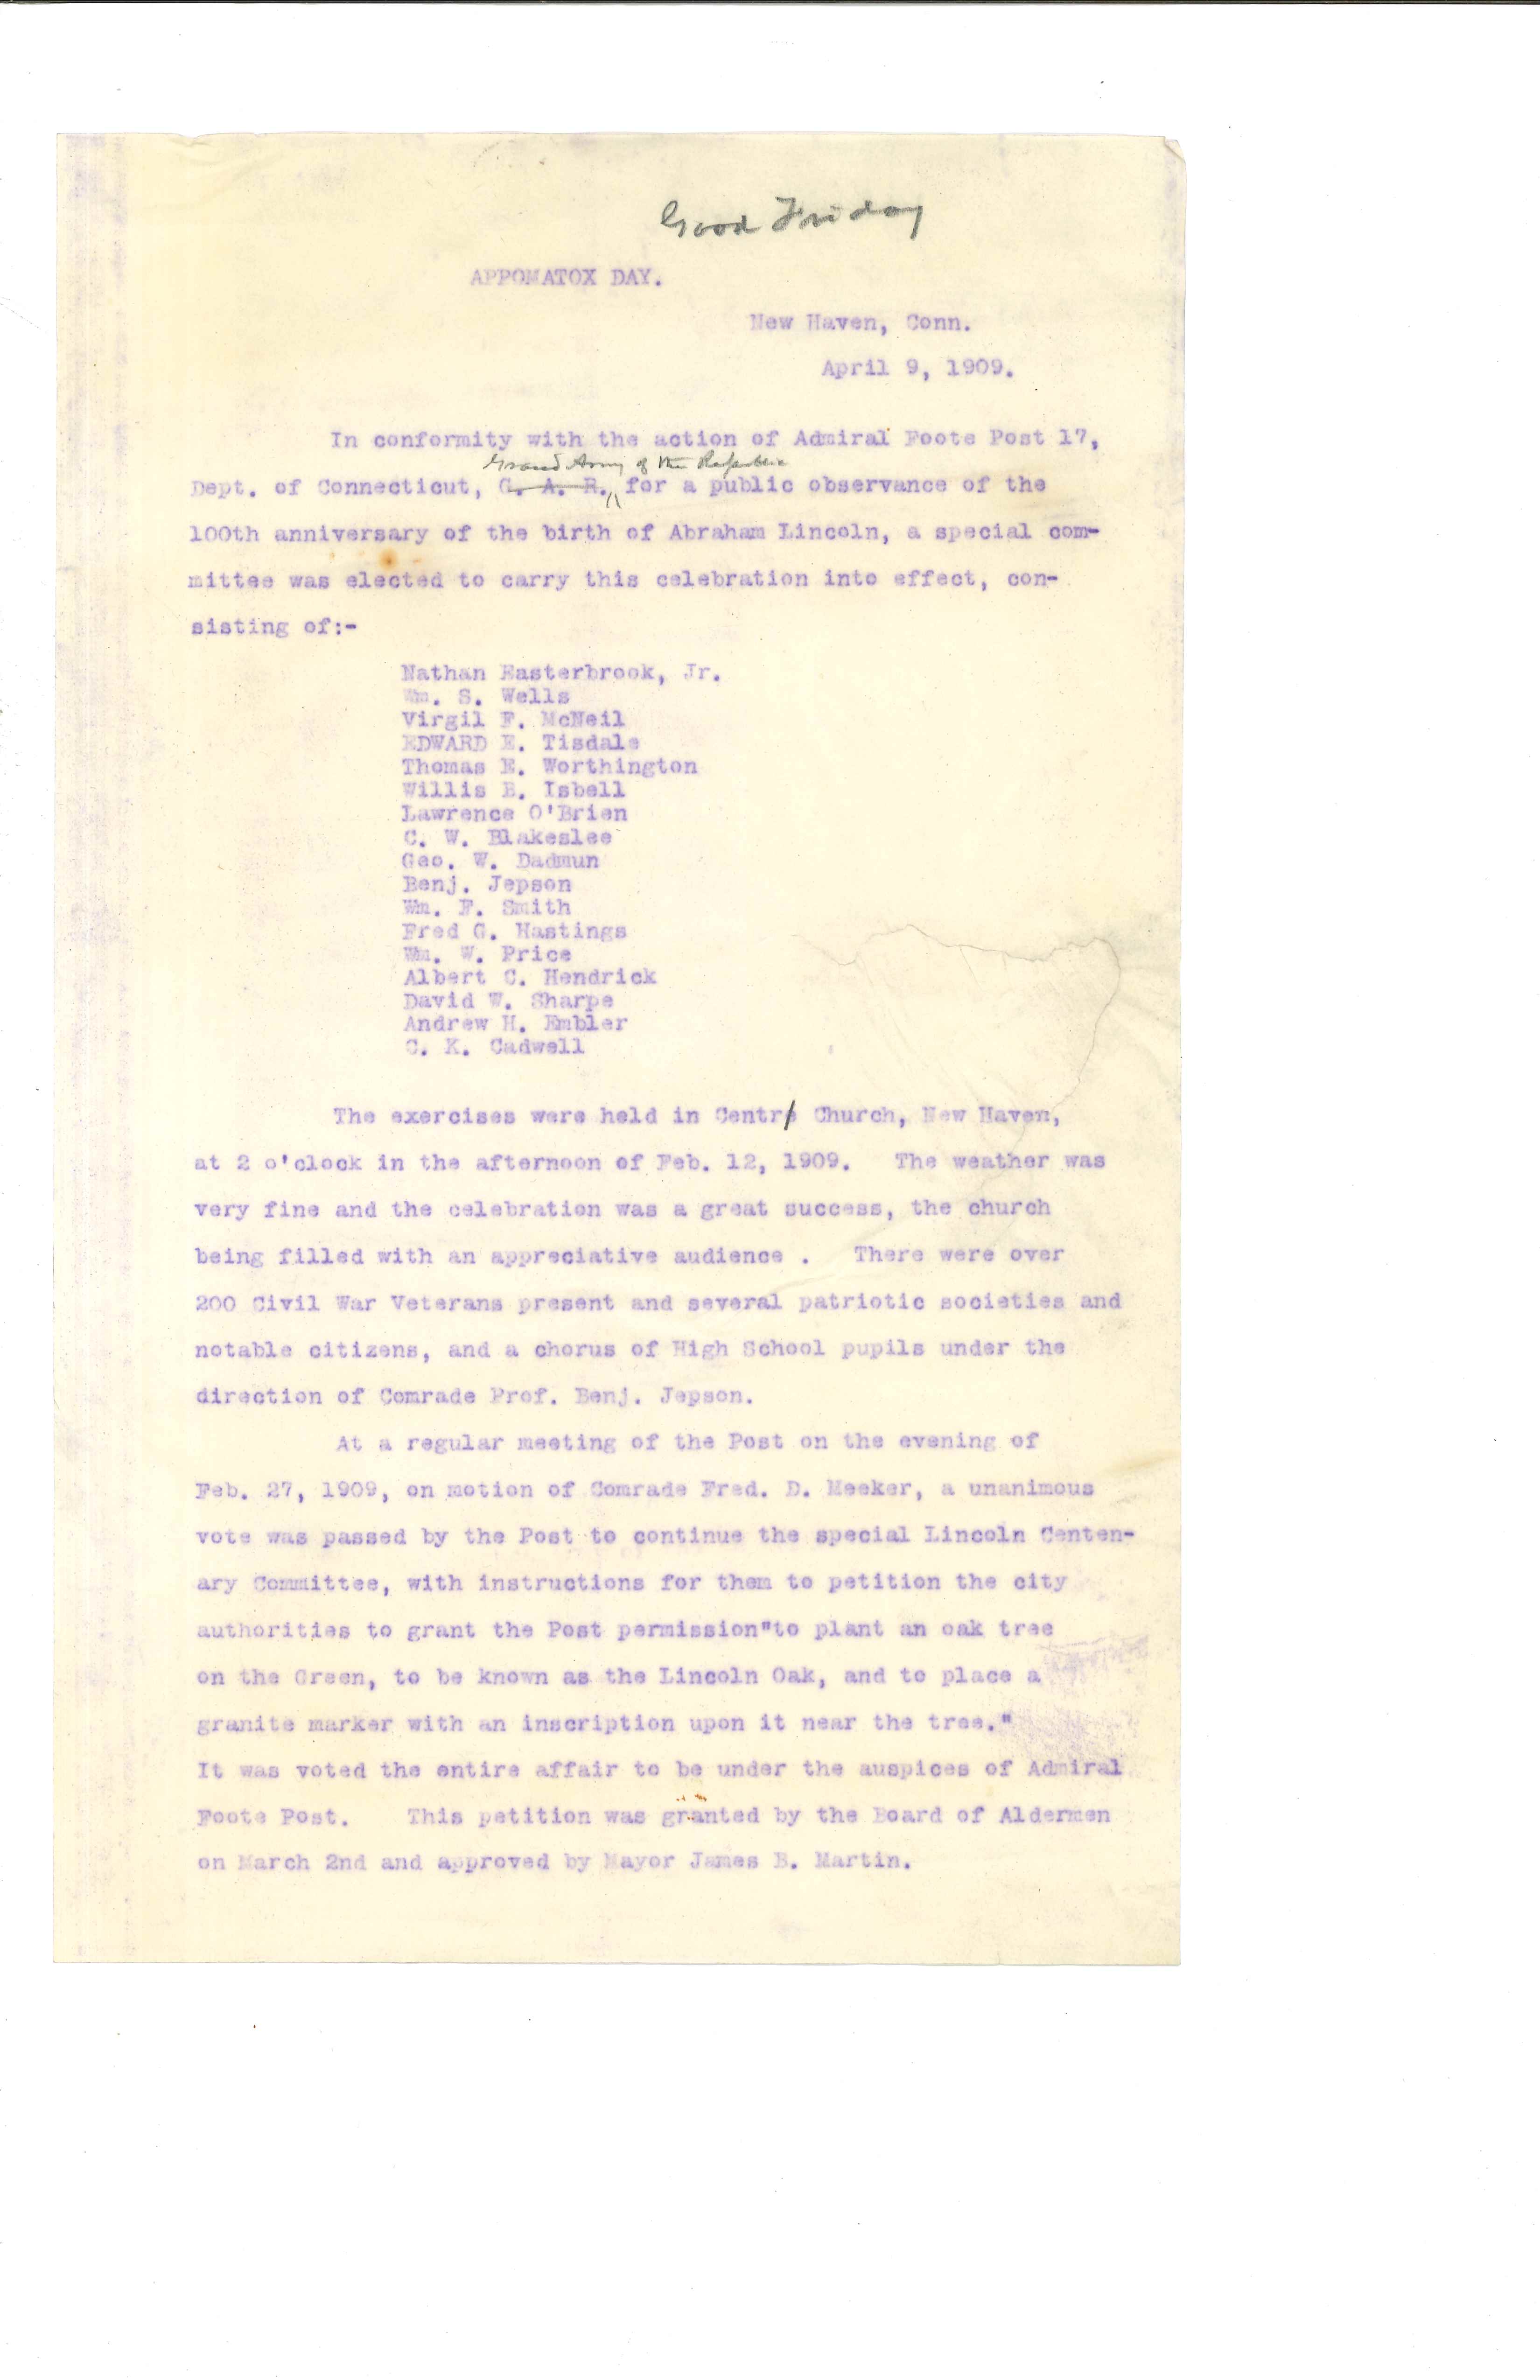 Good Friday
APPOMATOX DAY.
New Haven, Conn.
April 9, 1909.
In conformity with the action of Admiral Foote Post 17,
Grand Army of the Republic
Dept. of Connecticut, G. A. R., for a public observance of the
100th anniversary of the birth of Abraham Lincoln, a special com-
mittee was elected to carry this celebration into effect, con-
sisting of:-
Nathan Easterbrook, Jr.
Wm. S. Wells
Virgil F. McNeil
EDWARD E. Tisdale
Thomas E. Worthington
Willis B. Isbell
Lawrence O'Brien
C. W. Blakeslee
Geo. W. Dadmun
Benj. Jepson
Wm. F. Smith
Fred G. Hastings
Wm. W. Price
Albert C. Hendrick
David W. Sharpe
Andrew H. Embler
C. K. Cadwell
The exercises were held in Centre Church, New Haven,
at 2 o'clock in the afternoon of Feb. 12, 1909. The weather was
very fine and the celebration was a great success, the church
being filled with an appreciative audience . There were over
200 Civil War Veterans present and several patriotic societies and
notable citizens, and a chorus of High School pupils under the
direction of Comrade Prof. Benj. Jepson.
At a regular meeting of the Post on the evening of
Feb. 27, 1909, on motion of Comrade Fred. D. Meeker, a unanimous
vote was passed by the Post to continue the special Lincoln Centen-
ary Committee, with instructions for them to petition the city
authorities to grant the Post permission"to plant an oak tree
on the Green, to be known as the Lincoln Oak, and to place a
granite marker with an inscription upon it near the tree."
It was voted the entire affair to be under the auspices of Admiral
Foote Post. This petition was granted by the Board of Aldermen
on March 2nd and approved by Mayor James B. Martin.